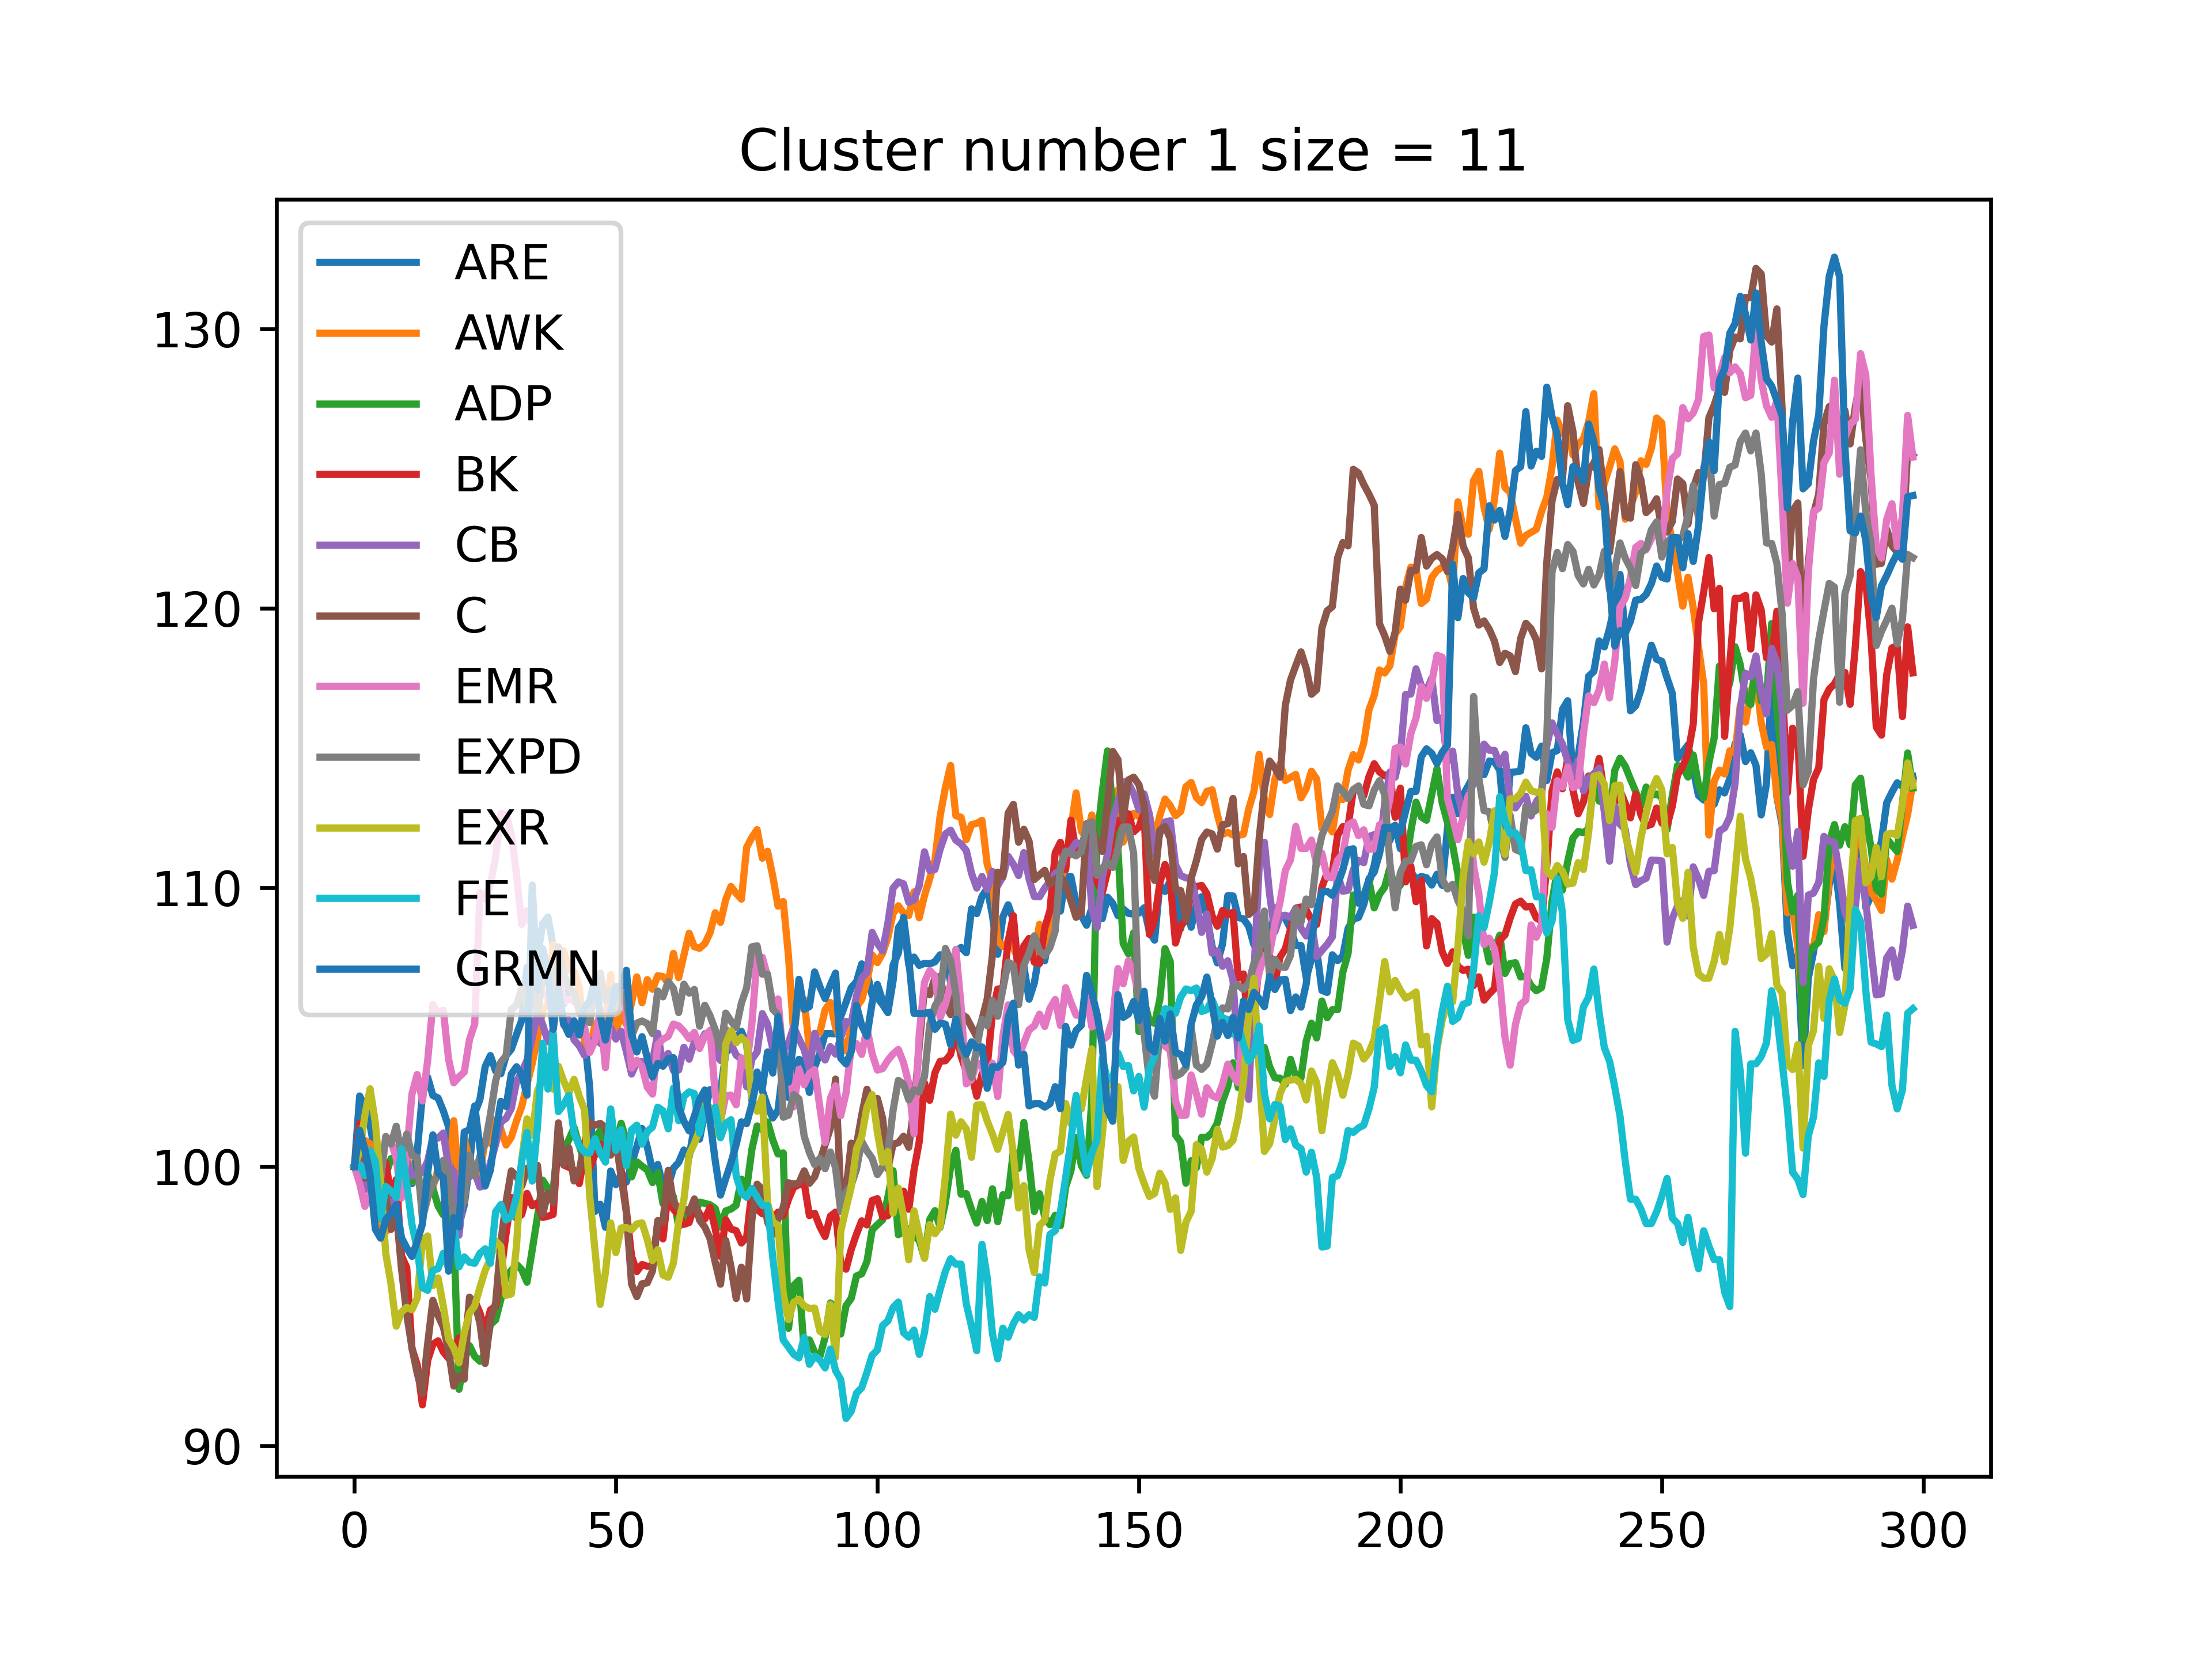 Cluster number 1 size = 11
ARE
AWK
ADP
BK
CB
C
EMR
EXPD
EXR
FE
GRMN
130
120
110
100
90
0 50 100 150 200 250 300